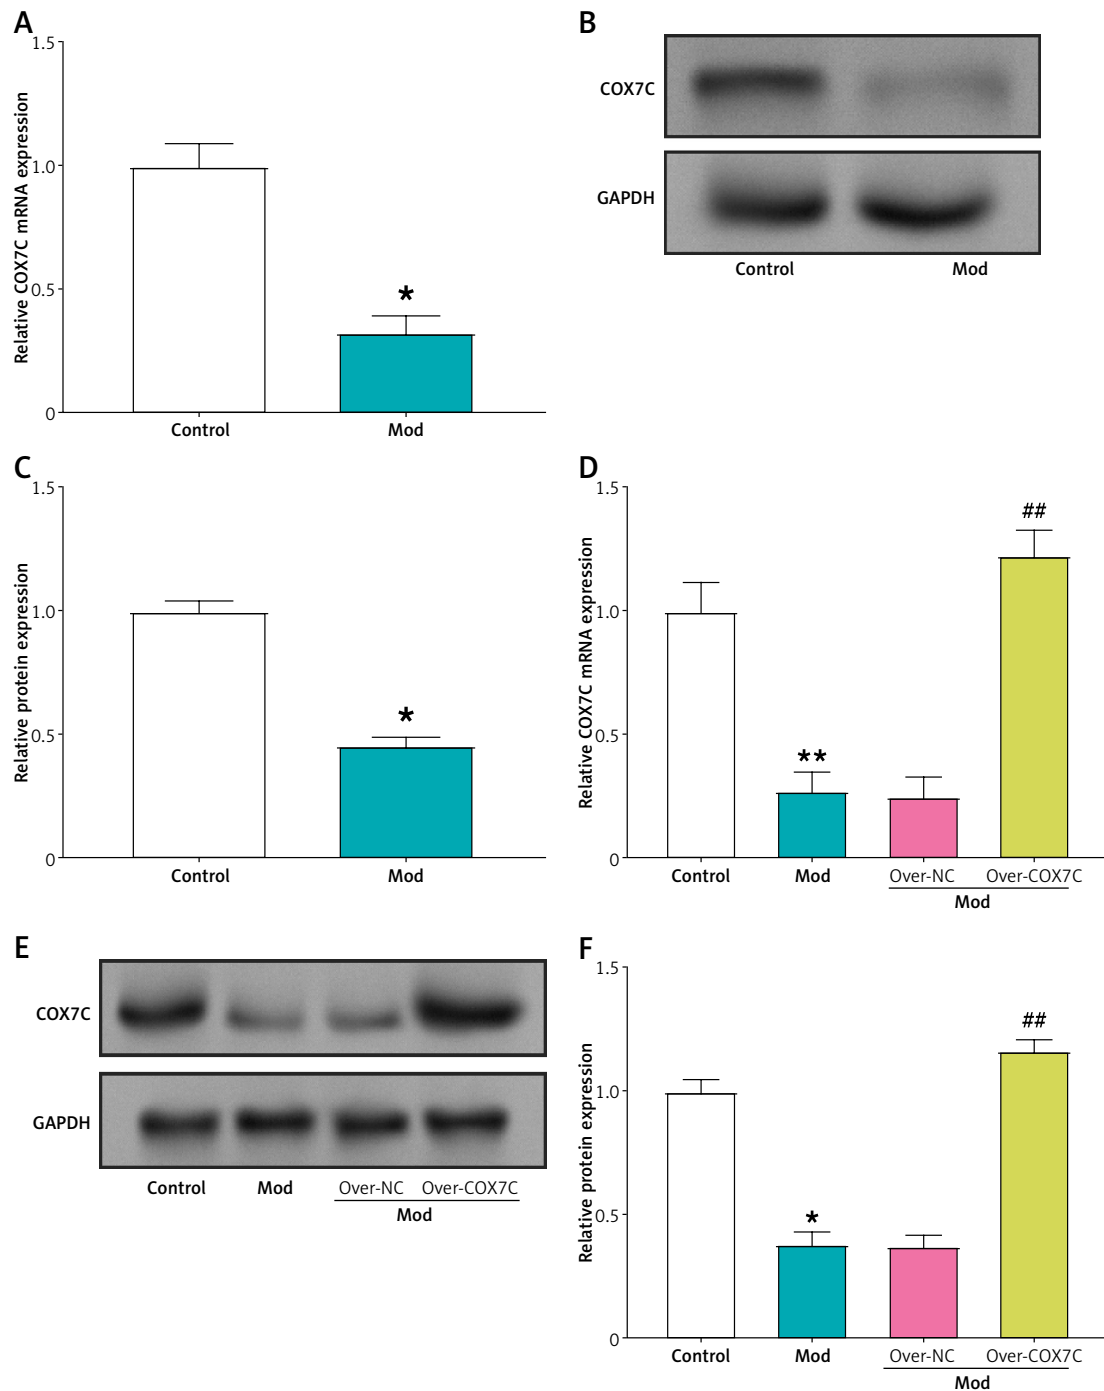 A
Relative COX7C mRNA expression
1.5
1.0
0.5
0
*
Control Mod
B
COX7C
GAPDH
Control Mod
C
Relative protein expression
1.5
1.0
0.5
0
*
Control Mod
D
Relative COX7C mRNA expression
1.5
1.0
0.5
0
**
##
Control Mod Over-NC Over-COX7C
Mod
E
COX7C
GAPDH
Control Mod Over-NC Over-COX7C
Mod
F
Relative protein expression
1.5
1.0
0.5
0
*
##
Control Mod Over-NC Over-COX7C
Mod